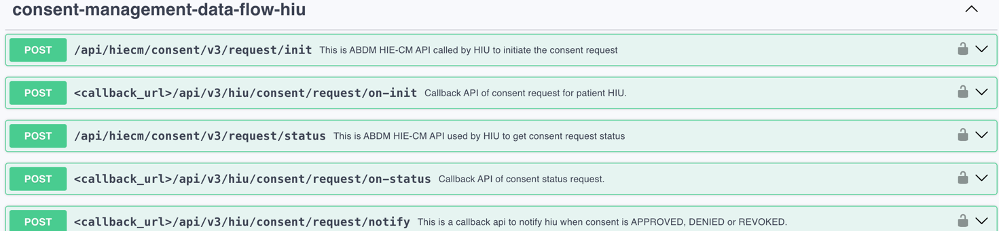 consent-management-data-flow-hiu
POST /api/hiecm/consent/v3/request/init This is ABDM HIE-CM API called by HIU to initiate the consent request
POST <callback_url>/api/v3/hiu/consent/request/on-init Callback API of consent request for patient HIU.
POST /api/hiecm/consent/v3/request/status This is ABDM HIE-CM API used by HIU to get consent request status
POST <callback_url>/api/v3/hiu/consent/request/on-status Callback API of consent status request.
POST <callback_url>/api/v3/hiu/consent/request/notify This is a callback api to notify hiu when consent is APPROVED, DENIED or REVOKED.